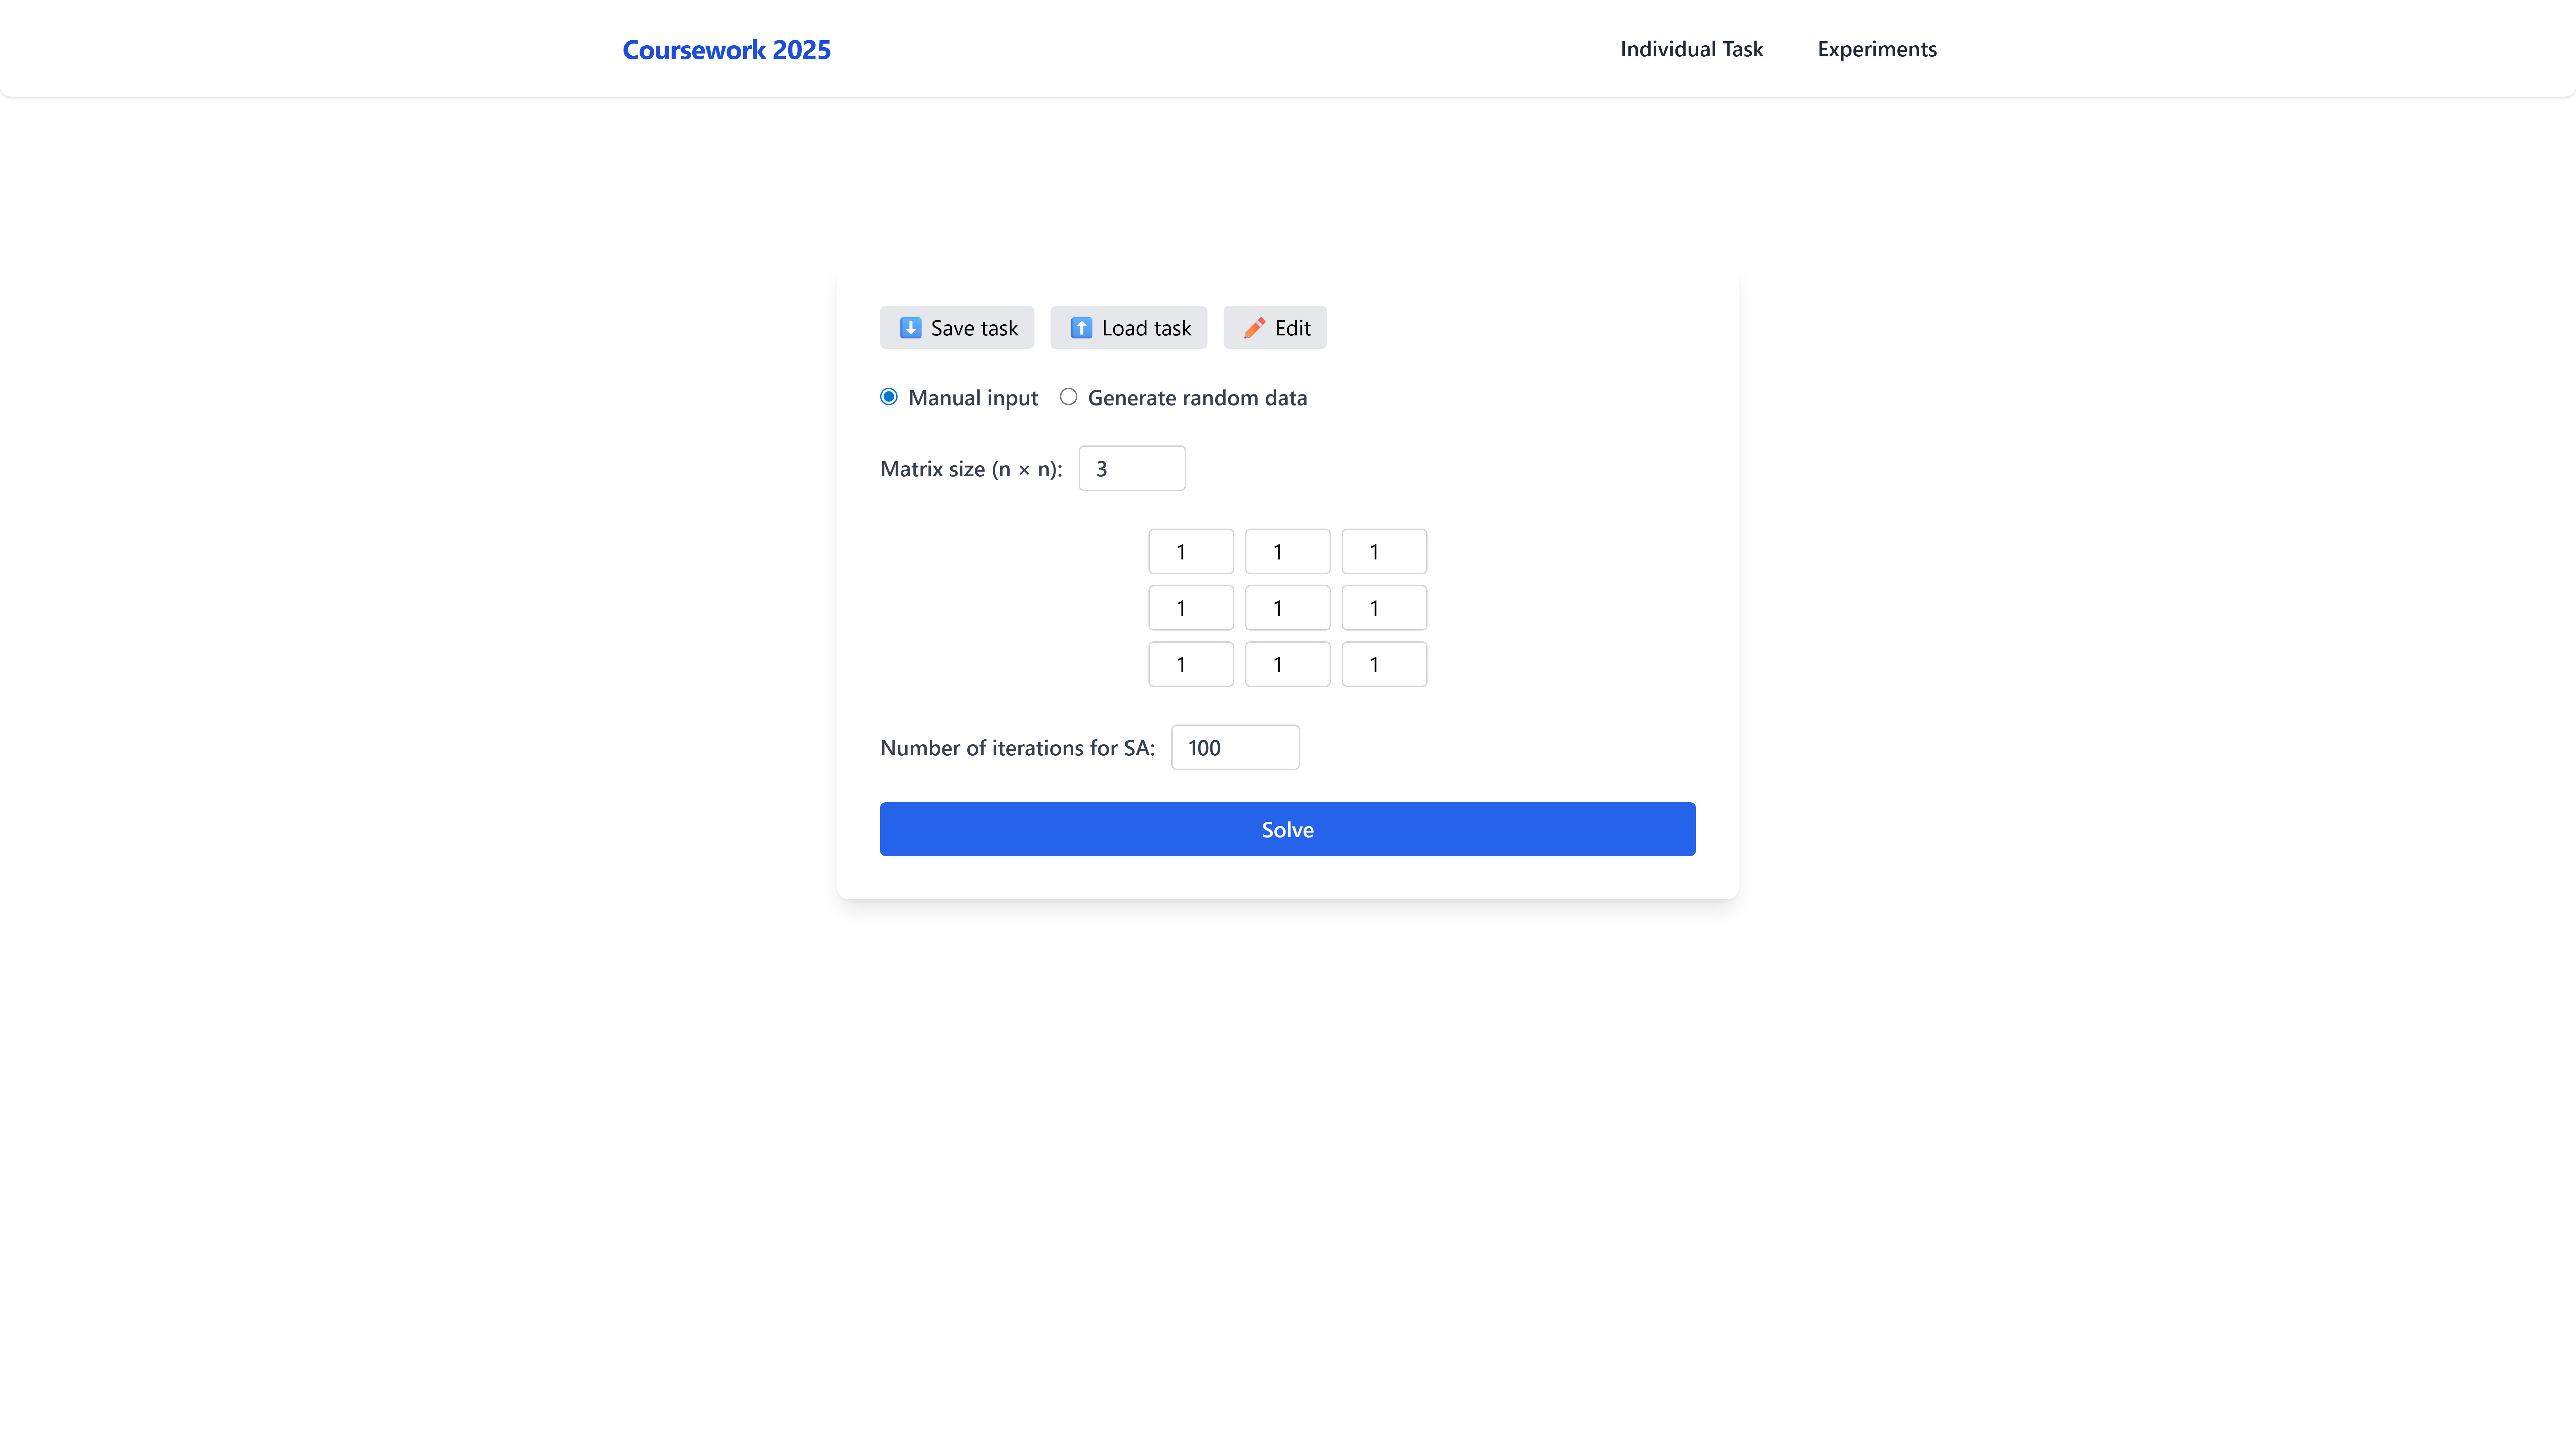 Coursework 2025 Individual Task Experiments
Save task Load task Edit
Manual input Generate random data
Matrix size (n × n): 3
1 1 1
1 1 1
1 1 1
Number of iterations for SA: 100
Solve